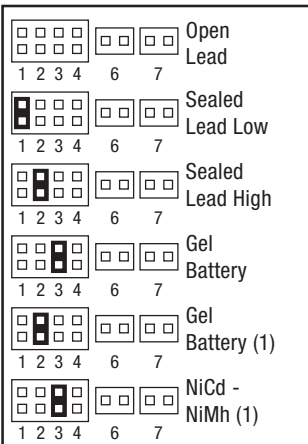 Open
Lead
1 2 3 4 6 7
Sealed
Lead Low
1 2 3 4 6 7
Sealed
Lead High
1 2 3 4 6 7
Gel
Battery
1 2 3 4 6 7
Gel
Battery (1)
1 2 3 4 6 7
NiCd -
NiMh (1)
1 2 3 4 6 7